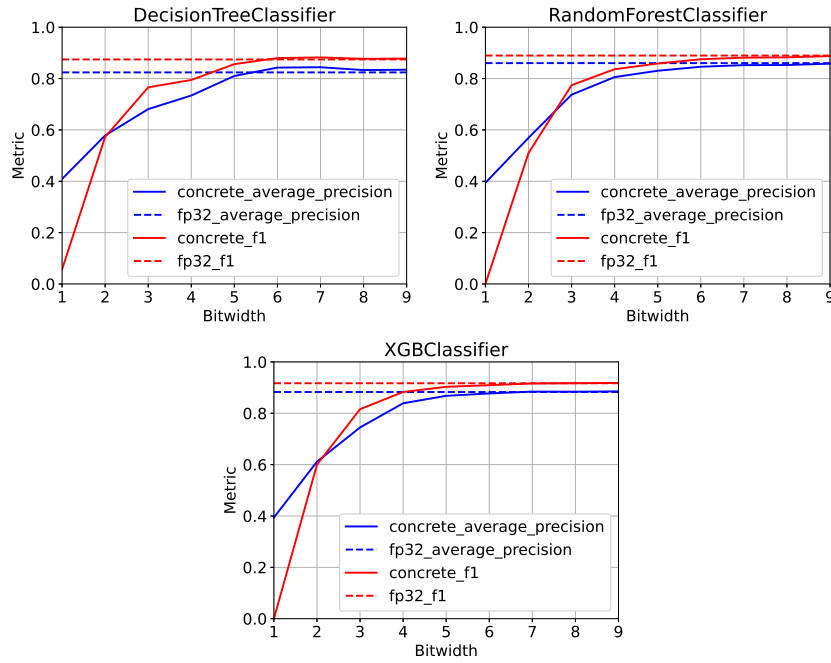 DecisionTreeClassifier
1.0
0.8
0.6
0.4
0.2
0.0
Metric
concrete_average_precision
fp32_average_precision
concrete_f1
fp32_f1
1 2 3 4 5 6 7 8 9
Bitwidth
RandomForestClassifier
1.0
0.8
0.6
0.4
0.2
0.0
Metric
concrete_average_precision
fp32_average_precision
concrete_f1
fp32_f1
1 2 3 4 5 6 7 8 9
Bitwidth
XGBClassifier
1.0
0.8
0.6
0.4
0.2
0.0
Metric
concrete_average_precision
fp32_average_precision
concrete_f1
fp32_f1
1 2 3 4 5 6 7 8 9
Bitwidth